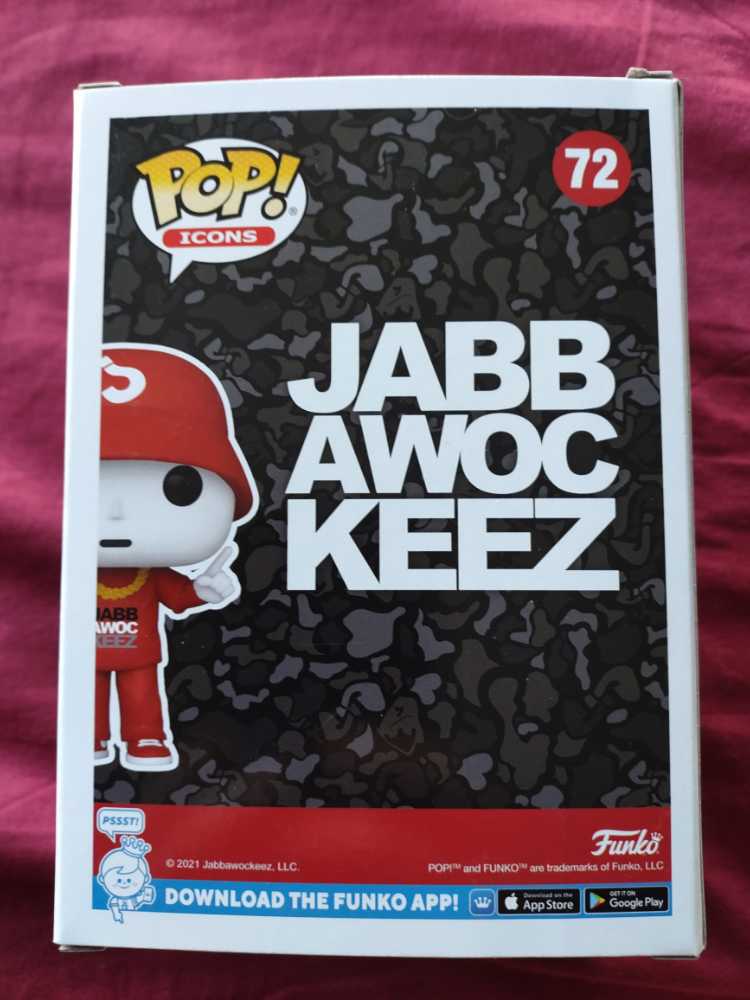 POP!®
ICONS
72
JABB
AWOC
KEEZ
JABB
AWOC
KEEZ
PSSST!
© 2021 Jabbawockeez, LLC.
Funko
POP!™ and FUNKO™ are trademarks of Funko, LLC
DOWNLOAD THE FUNKO APP!
Download on the
App Store
GET IT ON
Google Play